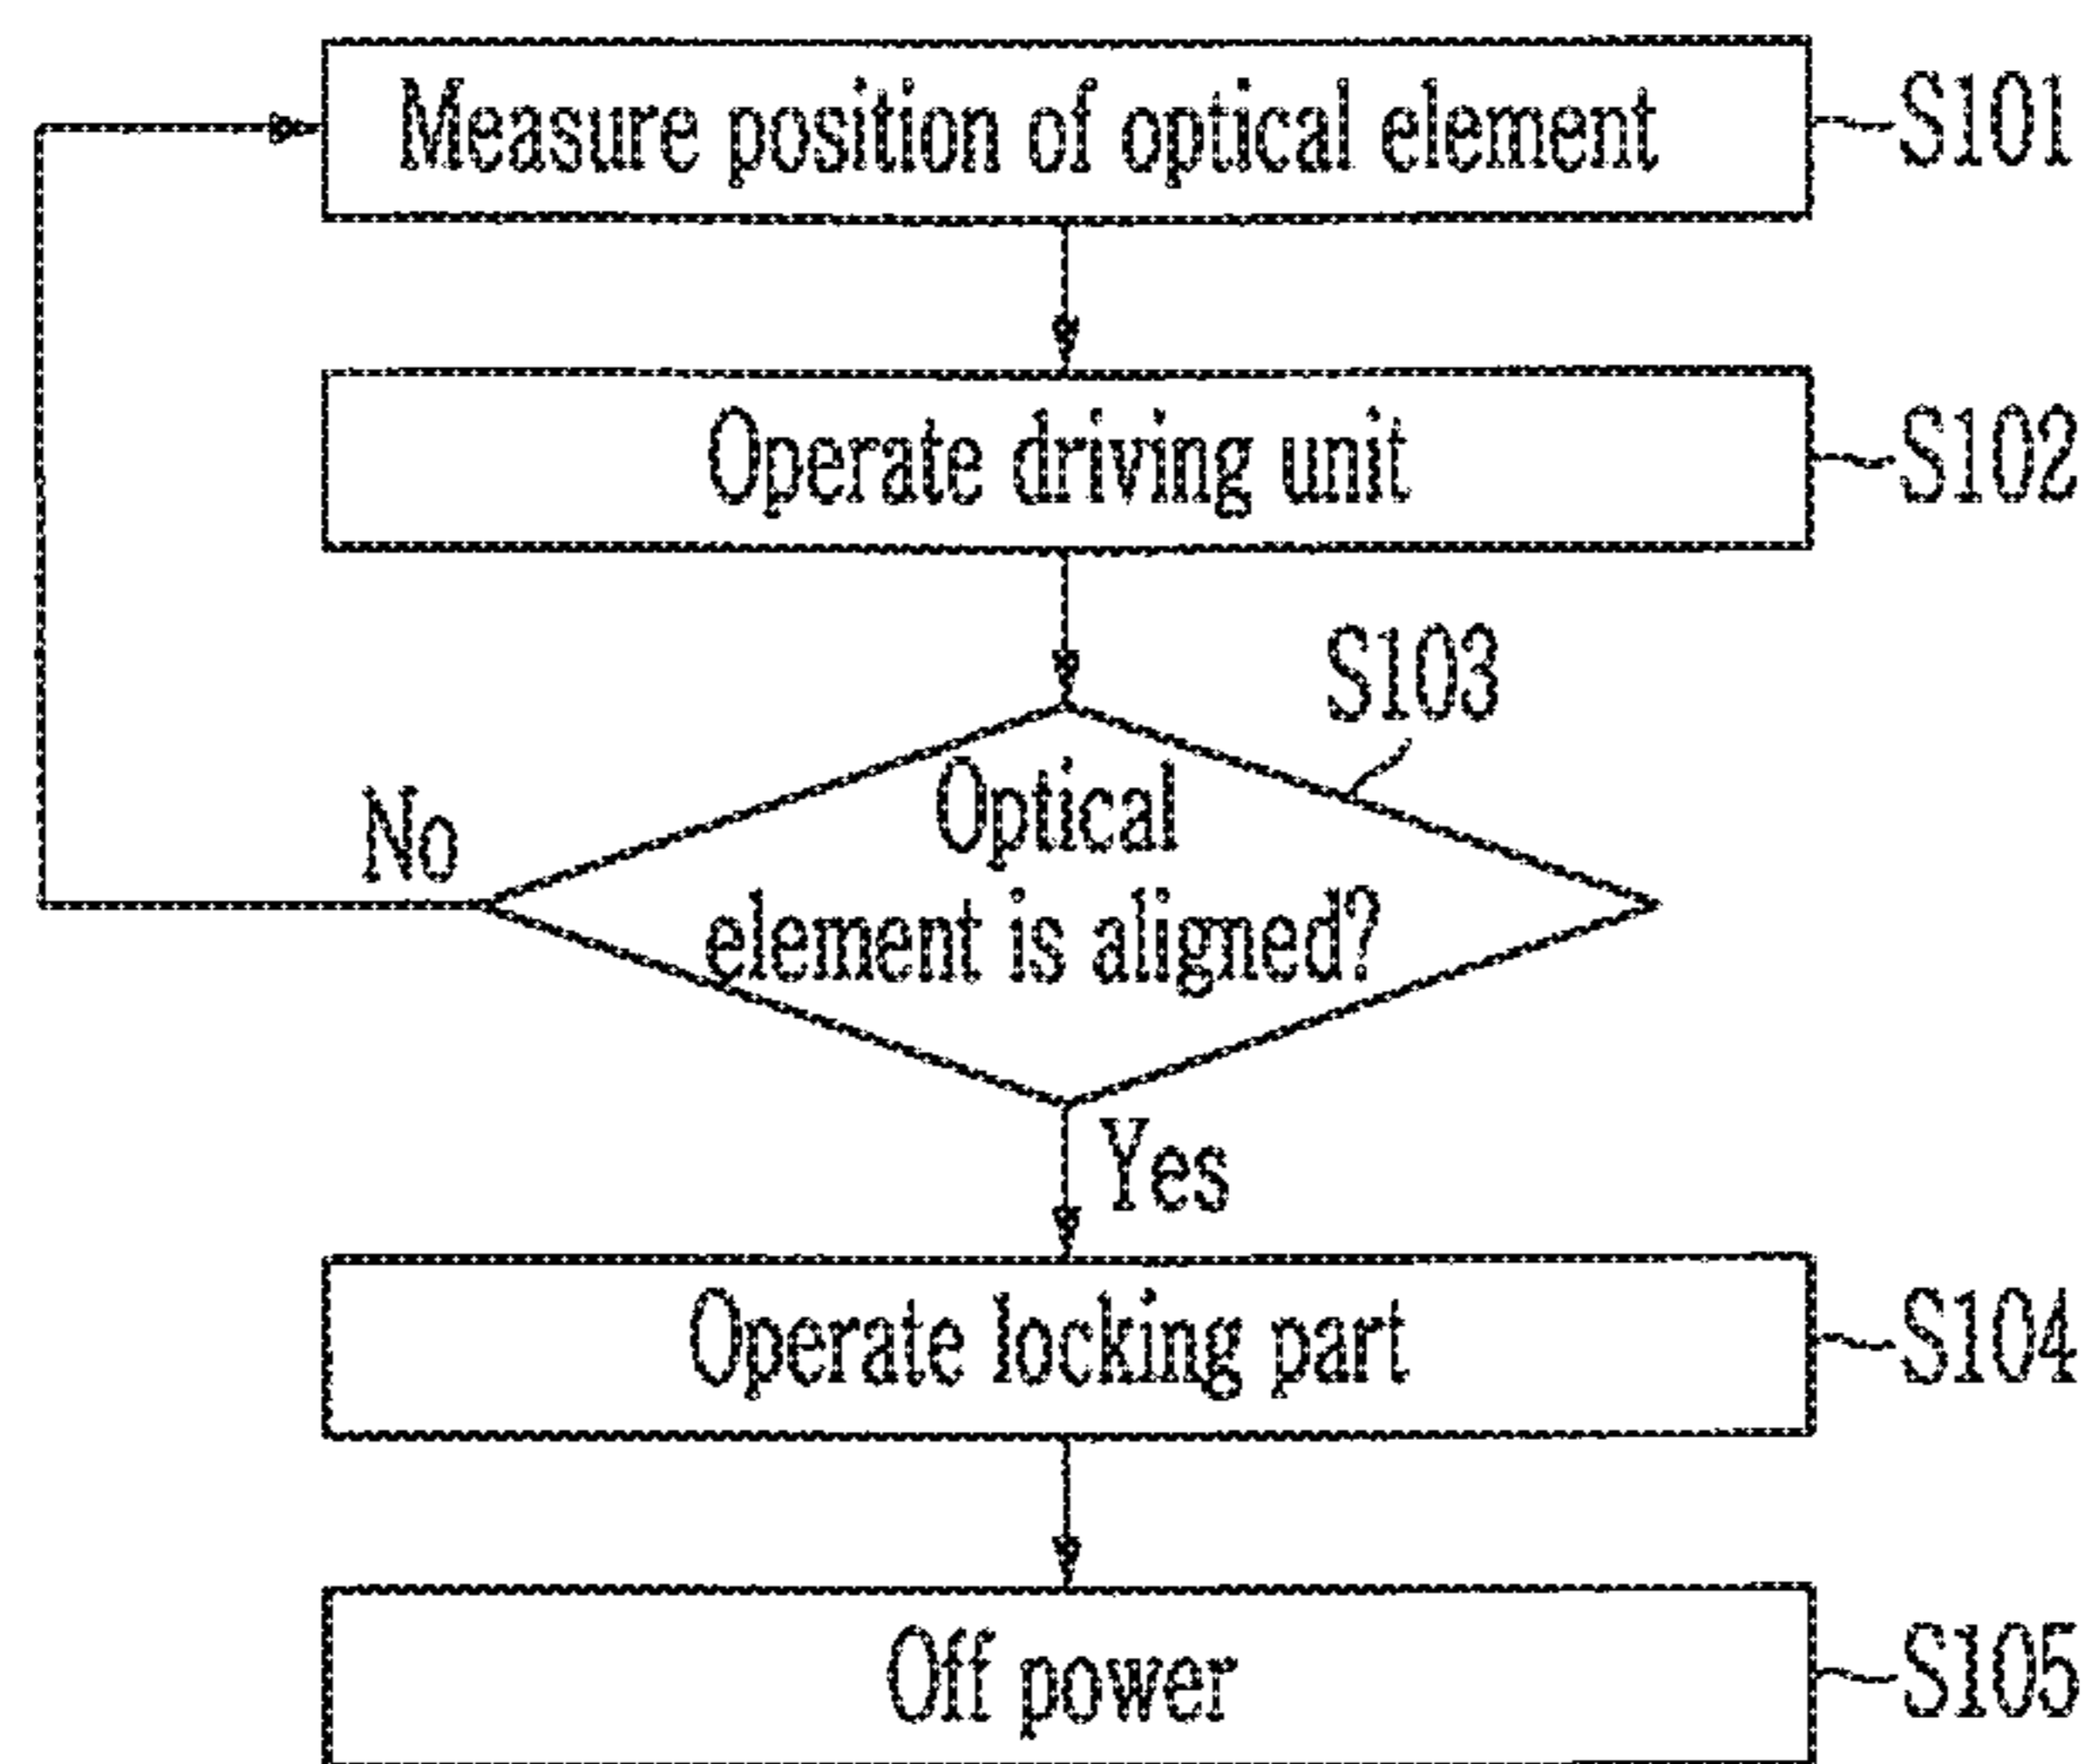 Measure position of optical element
S101
Operate driving unit
S102
S103
Optical
element is aligned?
No
Yes
Operate locking part
S104
Off power
S105